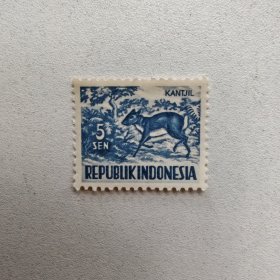 KANTJIL
5
SEN
REPUBLIK INDONESIA